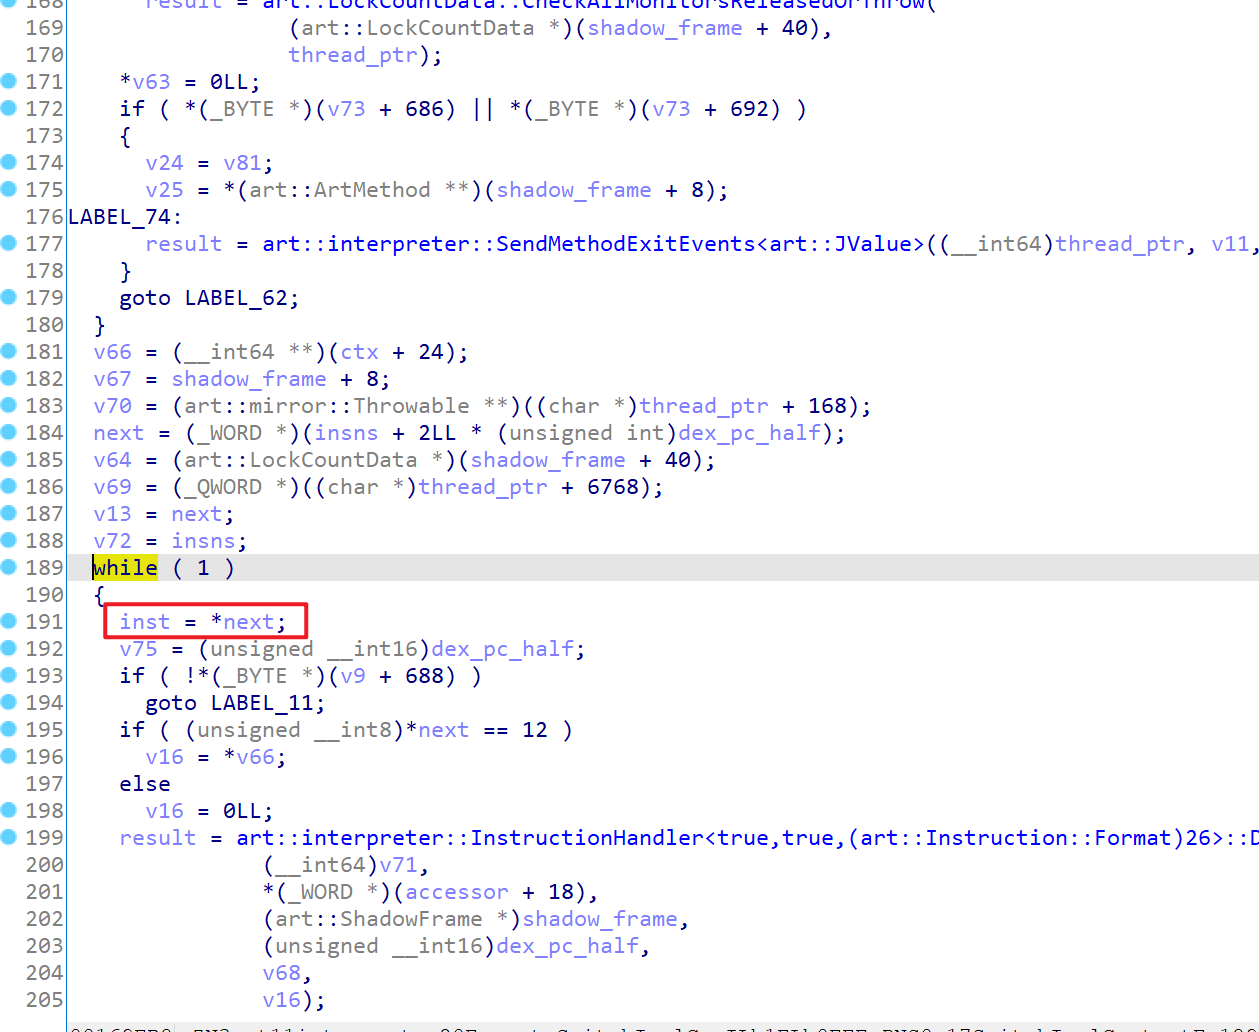 168 result = art::LockCountData::CheckAllMonitorsReleasedOrThrow(
169 (art::LockCountData *)(shadow_frame + 40),
170 thread_ptr);
171 *v63 = 0LL;
172 if ( *(_BYTE *)(v73 + 686) || *(_BYTE *)(v73 + 692) )
173 {
174 v24 = v81;
175 v25 = *(art::ArtMethod **)(shadow_frame + 8);
176 LABEL_74:
177 result = art::interpreter::SendMethodExitEvents<art::JValue>((__int64)thread_ptr, v11,
178 }
179 goto LABEL_62;
180 }
181 v66 = (__int64 **)(ctx + 24);
182 v67 = shadow_frame + 8;
183 v70 = (art::mirror::Throwable **)((char *)thread_ptr + 168);
184 next = (_WORD *)(insns + 2LL * (unsigned int)dex_pc_half);
185 v64 = (art::LockCountData *)(shadow_frame + 40);
186 v69 = (_QWORD *)((char *)thread_ptr + 6768);
187 v13 = next;
188 v72 = insns;
189 while ( 1 )
190 {
191 inst = *next;
192 v75 = (unsigned __int16)dex_pc_half;
193 if ( !*(_BYTE *)(v9 + 688) )
194 goto LABEL_11;
195 if ( (unsigned __int8)*next == 12 )
196 v16 = *v66;
197 else
198 v16 = 0LL;
199 result = art::interpreter::InstructionHandler<true,true,(art::Instruction::Format)26>::D
200 (__int64)v71,
201 *(_WORD *)(accessor + 18),
202 (art::ShadowFrame *)shadow_frame,
203 (unsigned __int16)dex_pc_half,
204 v68,
205 v16);